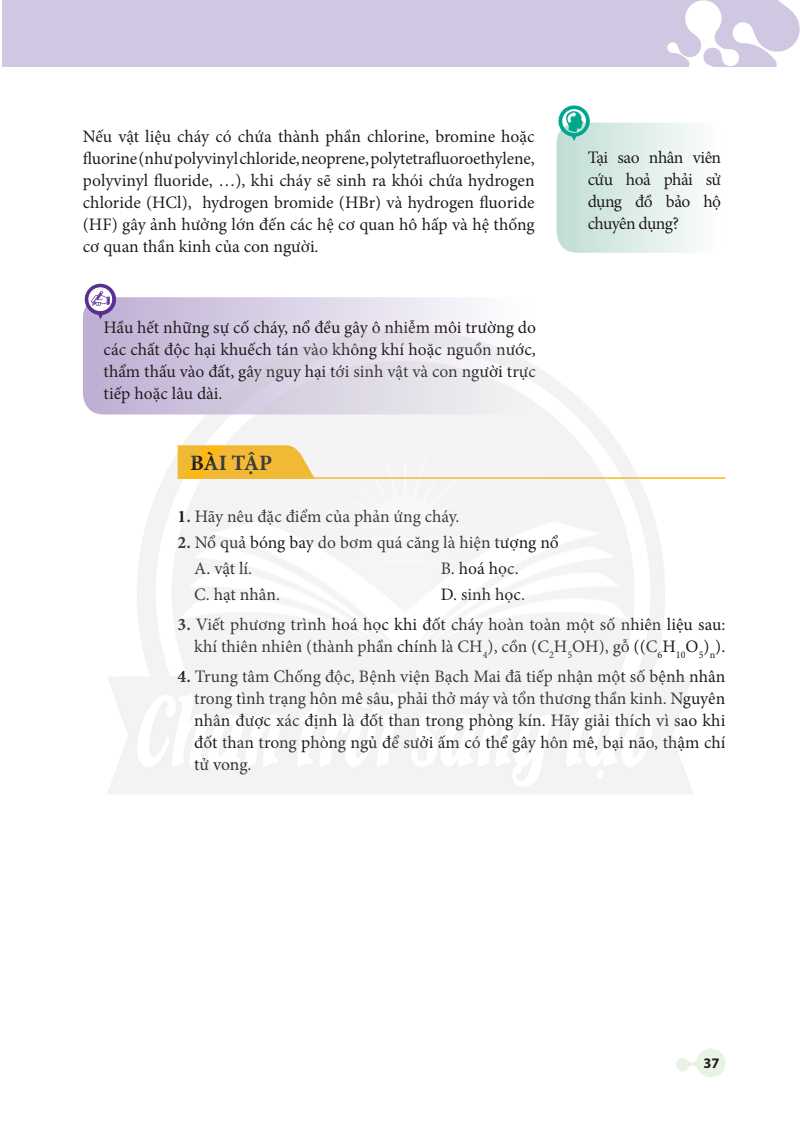 Nếu vật liệu cháy có chứa thành phần chlorine, bromine hoặc
fluorine (như polyvinyl chloride, neoprene, polytetrafluoroethylene,
polyvinyl fluoride, …), khi cháy sẽ sinh ra khói chứa hydrogen
chloride (HCl), hydrogen bromide (HBr) và hydrogen fluoride
(HF) gây ảnh hưởng lớn đến các hệ cơ quan hô hấp và hệ thống
cơ quan thần kinh của con người.
Tại sao nhân viên
cứu hoả phải sử
dụng đồ bảo hộ
chuyên dụng?
Hầu hết những sự cố cháy, nổ đều gây ô nhiễm môi trường do
các chất độc hại khuếch tán vào không khí hoặc nguồn nước,
thẩm thấu vào đất, gây nguy hại tới sinh vật và con người trực
tiếp hoặc lâu dài.
BÀI TẬP
1. Hãy nêu đặc điểm của phản ứng cháy.
2. Nổ quả bóng bay do bơm quá căng là hiện tượng nổ
A. vật lí. B. hoá học.
C. hạt nhân. D. sinh học.
3. Viết phương trình hoá học khi đốt cháy hoàn toàn một số nhiên liệu sau:
khí thiên nhiên (thành phần chính là CH₄), cồn (C₂H₅OH), gỗ ((C₆H₁₀O₅)ₙ).
4. Trung tâm Chống độc, Bệnh viện Bạch Mai đã tiếp nhận một số bệnh nhân
trong tình trạng hôn mê sâu, phải thở máy và tổn thương thần kinh. Nguyên
nhân được xác định là đốt than trong phòng kín. Hãy giải thích vì sao khi
đốt than trong phòng ngủ để sưởi ấm có thể gây hôn mê, bại não, thậm chí
tử vong.
Chân trời sáng tạo
37